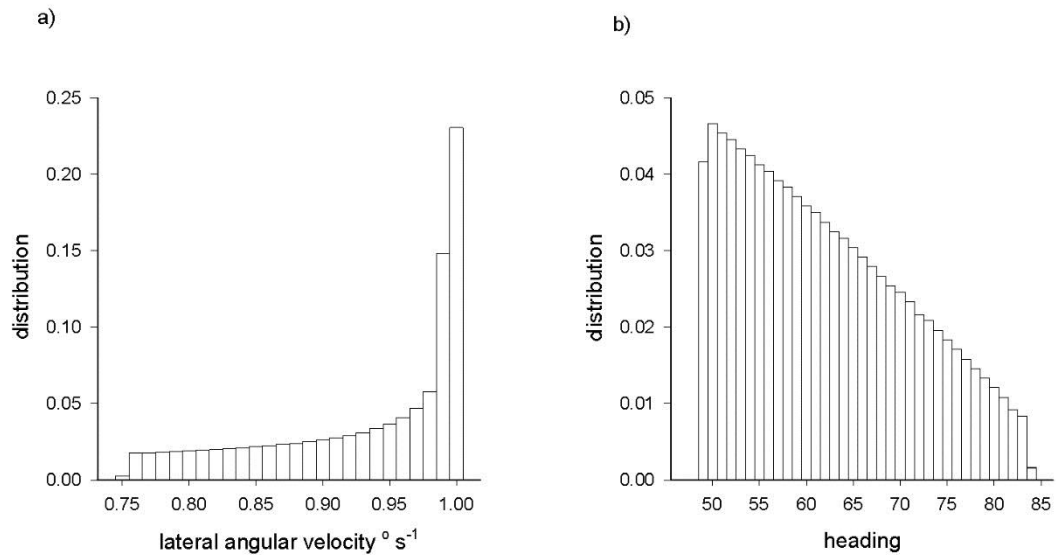 a)
0.25
0.20
0.15
0.10
0.05
0.00
distribution
0.75 0.80 0.85 0.90 0.95 1.00
lateral angular velocity º s-1
b)
0.05
0.04
0.03
0.02
0.01
0.00
distribution
50 55 60 65 70 75 80 85
heading